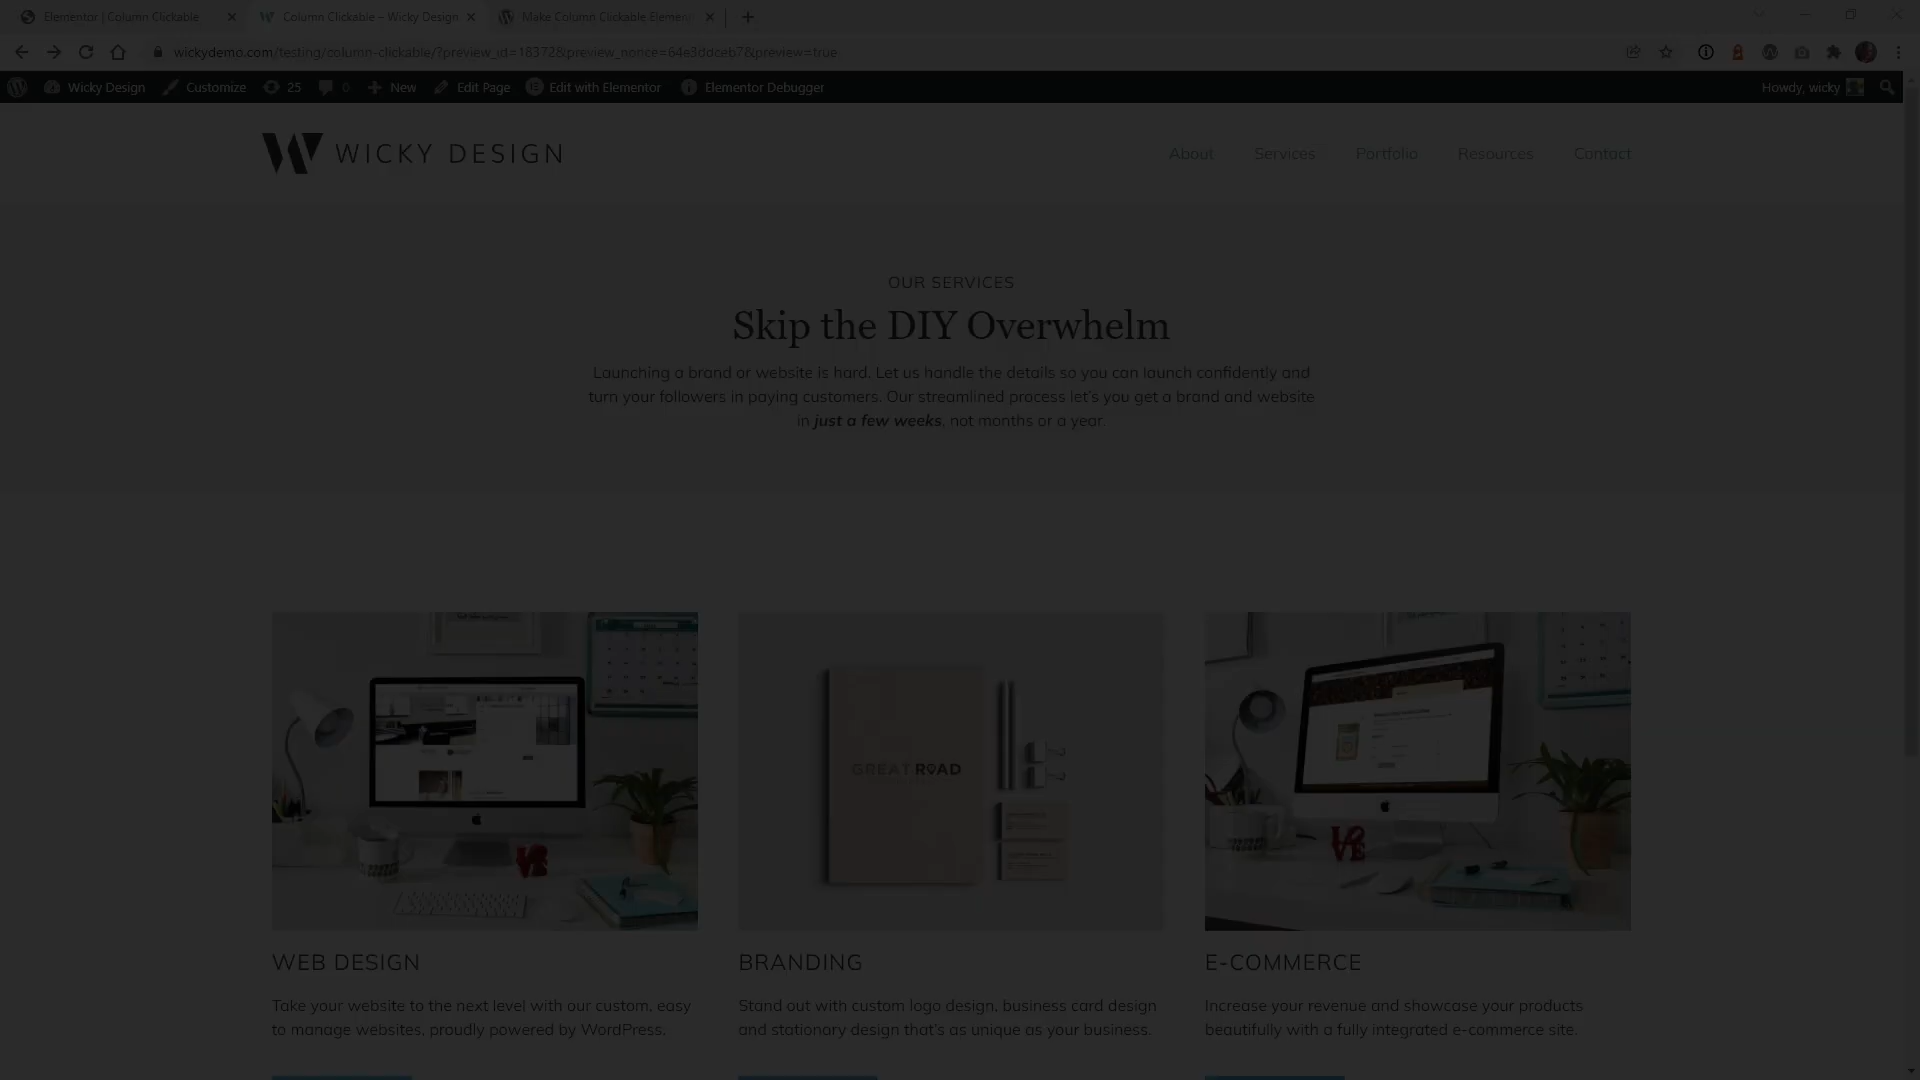 Elementor | Column Clickable
Column Clickable – Wicky Design
Make Column Clickable Elemen
wickydemo.com/testing/column-clickable/?preview_id=18372&preview_nonce=64e3ddceb7&preview=true
Wicky Design Customize 25 0 New Edit Page Edit with Elementor Elementor Debugger Howdy, wicky
WICKY DESIGN
About Services Portfolio Resources Contact
OUR SERVICES
Skip the DIY Overwhelm
Launching a brand or website is hard. Let us handle the details so you can launch confidently and
turn your followers in paying customers. Our streamlined process let's you get a brand and website
in just a few weeks, not months or a year.
GREAT ROAD
LOVE
LOVE
WEB DESIGN
Take your website to the next level with our custom, easy
to manage websites, proudly powered by WordPress.
BRANDING
Stand out with custom logo design, business card design
and stationary design that's as unique as your business.
E-COMMERCE
Increase your revenue and showcase your products
beautifully with a fully integrated e-commerce site.